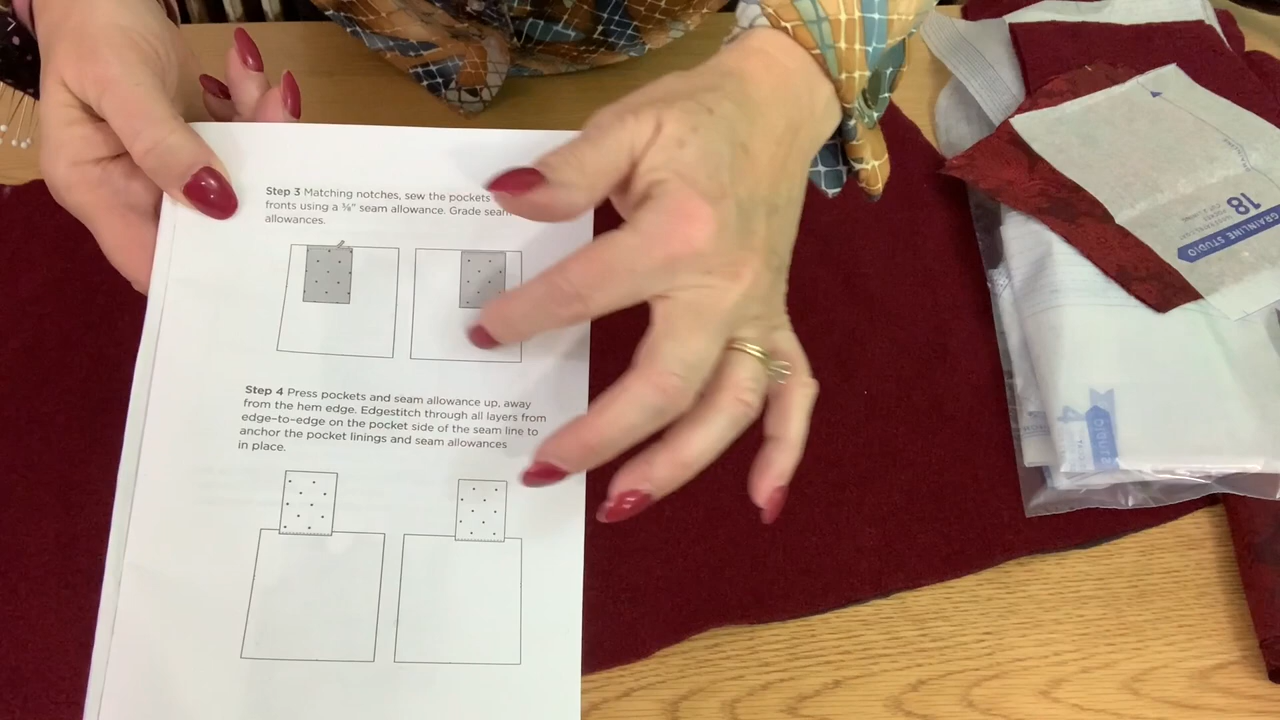 Step 3 Matching notches, sew the pockets
fronts using a ⅝" seam allowance. Grade seam
allowances.
Step 4 Press pockets and seam allowance up, away
from the hem edge. Edgestitch through all layers from
edge-to-edge on the pocket side of the seam line to
anchor the pocket linings and seam allowances
in place.
18
GRAINLINE STUDIO
4
STUDIO